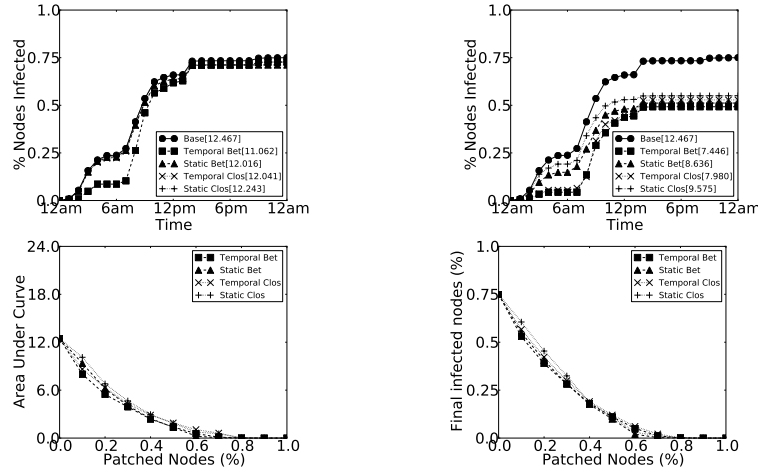 1.0
0.75
0.5
0.25
0.0
% Nodes Infected
Base[12.467]
Temporal Bet[11.062]
Static Bet[12.016]
Temporal Clos[12.041]
Static Clos[12.243]
12am 6am 12pm 6pm 12am
Time
1.0
0.75
0.5
0.25
0.0
% Nodes Infected
Base[12.467]
Temporal Bet[7.446]
Static Bet[8.636]
Temporal Clos[7.980]
Static Clos[9.575]
12am 6am 12pm 6pm 12am
Time
24.0
18.0
12.0
6.0
0.0
Area Under Curve
Temporal Bet
Static Bet
Temporal Clos
Static Clos
0.0 0.2 0.4 0.6 0.8 1.0
Patched Nodes (%)
1.0
0.75
0.5
0.25
0.0
Final infected nodes (%)
Temporal Bet
Static Bet
Temporal Clos
Static Clos
0.0 0.2 0.4 0.6 0.8 1.0
Patched Nodes (%)